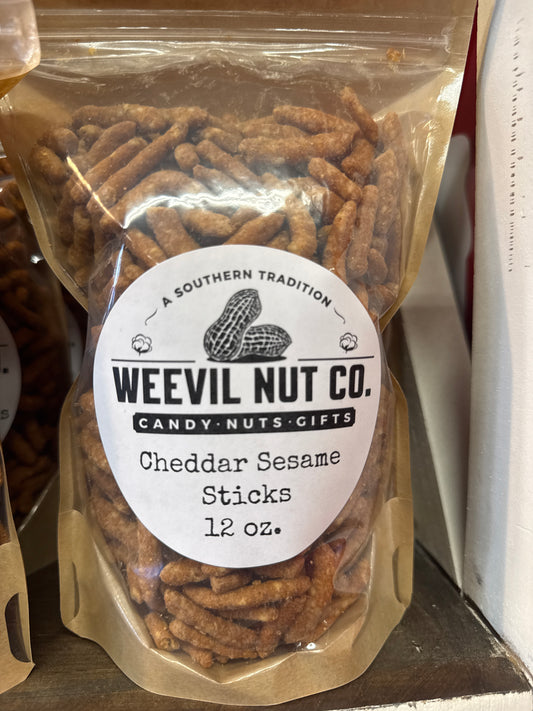 A SOUTHERN TRADITION
WEEVIL NUT CO.
CANDY·NUTS·GIFTS
Cheddar Sesame
Sticks
12 oz.